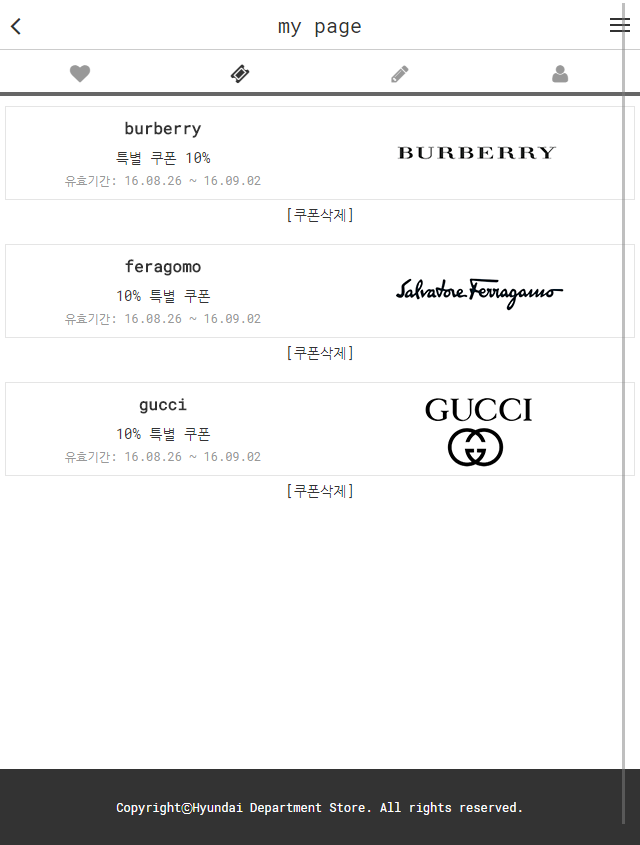 my page
burberry
특별 쿠폰 10%
유효기간: 16.08.26 ~ 16.09.02
BURBERRY
[쿠폰삭제]
feragomo
10% 특별 쿠폰
유효기간: 16.08.26 ~ 16.09.02
Salvatore Ferragamo
[쿠폰삭제]
gucci
10% 특별 쿠폰
유효기간: 16.08.26 ~ 16.09.02
GUCCI
[쿠폰삭제]
CopyrightⓒHyundai Department Store. All rights reserved.